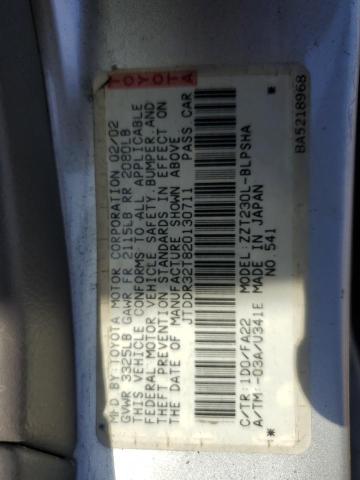 TOYOTA
MFD BY:TOYOTA MOTOR CORPORATION 02/02
GVWR 3325LB GAWR FR 2115LB RR 2080LB
THIS VEHICLE CONFORMS TO ALL APPLICABLE
FEDERAL MOTOR VEHICLE SAFETY,BUMPER,AND
THEFT PREVENTION STANDARDS IN EFFECT ON
THE DATE OF MANUFACTURE SHOWN ABOVE
JTDDR32T820130711 PASS CAR
C/TR:1D0/FA22 MODEL:ZZT230L-BLPSHA
A/TM:-03A/U341E MADE IN JAPAN
* NO.541 *
BA5218968